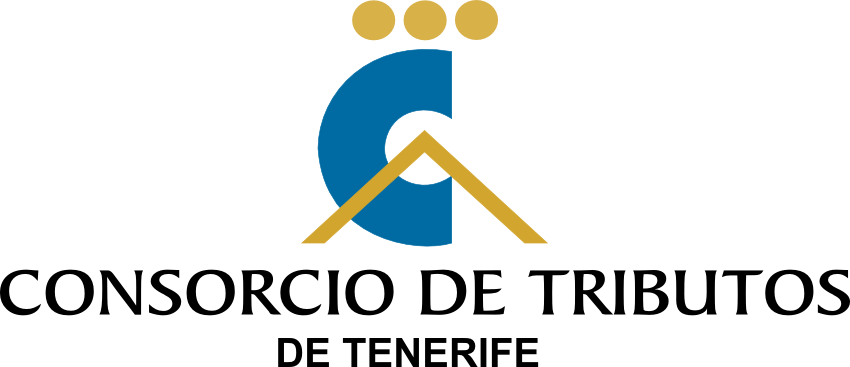 CONSORCIO DE TRIBUTOS
DE TENERIFE